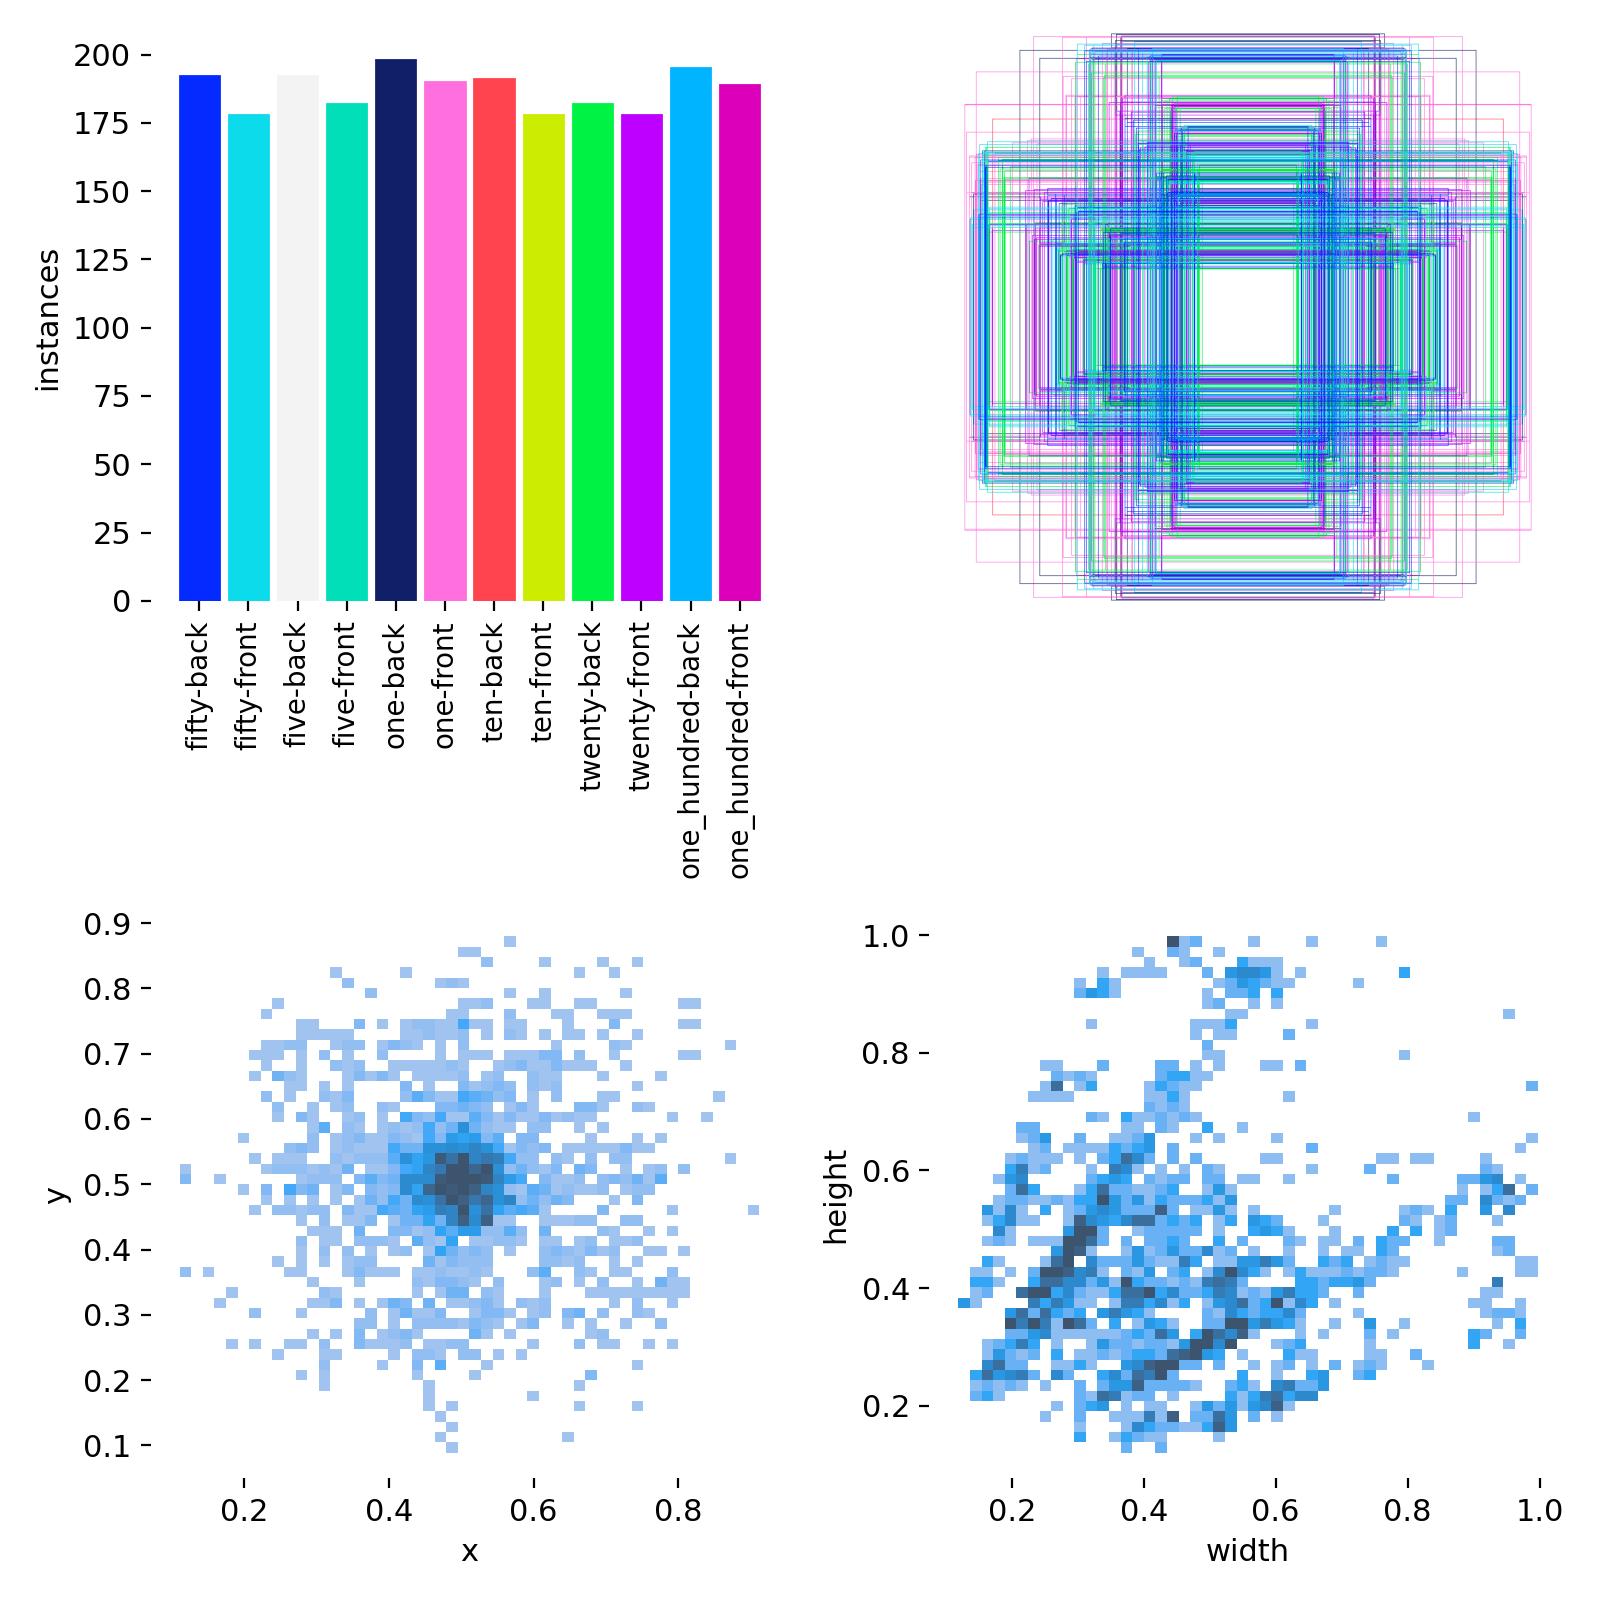 200
175
150
125
100
75
50
25
0
instances
fifty-back
fifty-front
five-back
five-front
one-back
one-front
ten-back
ten-front
twenty-back
twenty-front
one_hundred-back
one_hundred-front
0.9
0.8
0.7
0.6
0.5
0.4
0.3
0.2
0.1
y
0.2 0.4 0.6 0.8
x
1.0
0.8
0.6
0.4
0.2
height
0.2 0.4 0.6 0.8 1.0
width